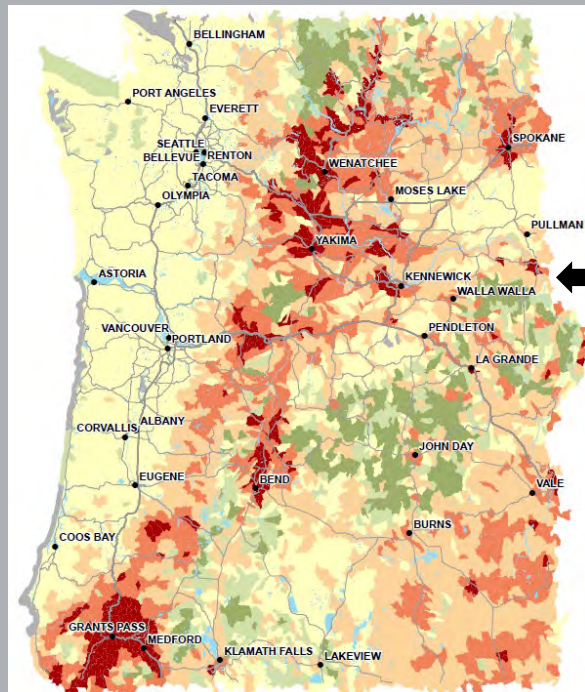 BELLINGHAM
PORT ANGELES
EVERETT
SEATTLE
BELLEVUE
RENTON
SPOKANE
WENATCHEE
TACOMA
MOSES LAKE
OLYMPIA
PULLMAN
YAKIMA
ASTORIA
KENNEWICK
WALLA WALLA
VANCOUVER
PENDLETON
PORTLAND
LA GRANDE
ALBANY
CORVALLIS
JOHN DAY
EUGENE
BEND
VALE
BURNS
COOS BAY
GRANTS PASS
MEDFORD
KLAMATH FALLS
LAKEVIEW